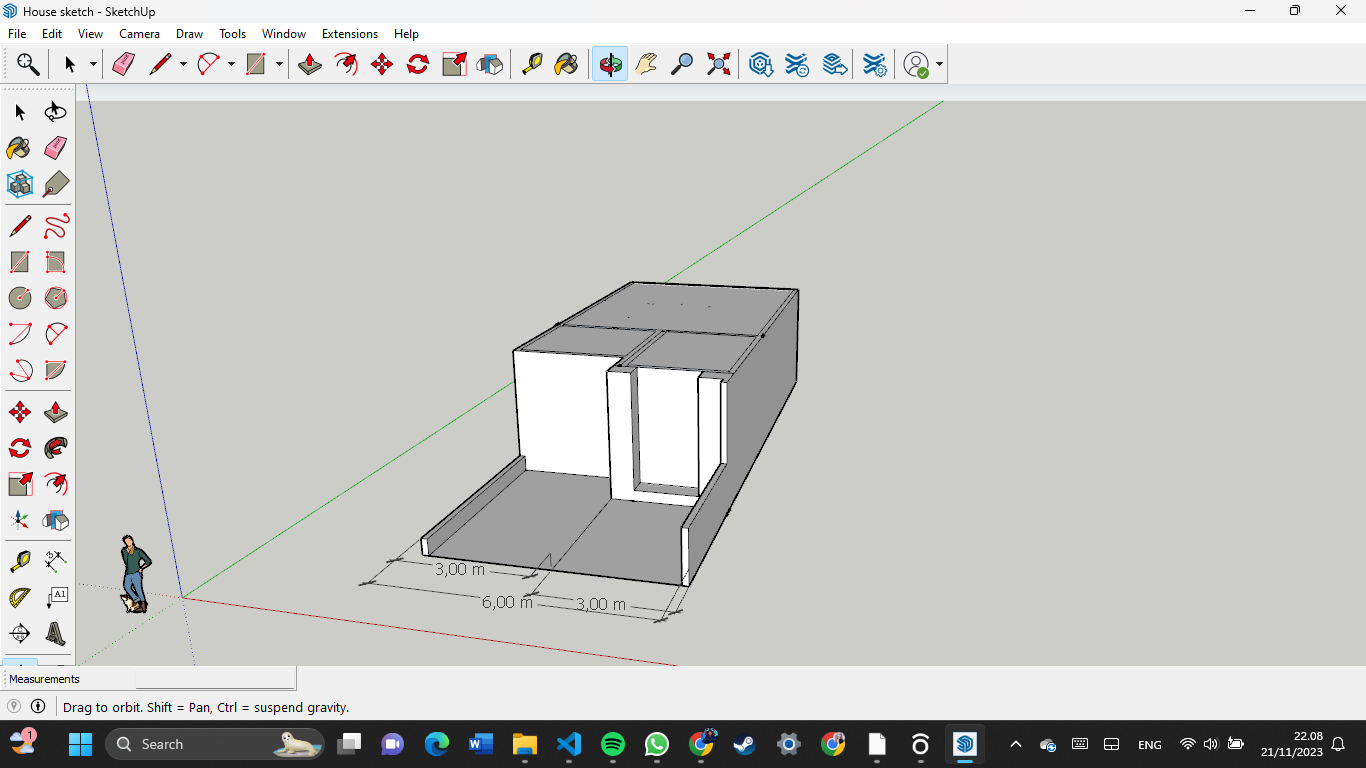 House sketch - SketchUp
File Edit View Camera Draw Tools Window Extensions Help
A1
3,00 m
6,00 m
3,00 m
Measurements
Drag to orbit. Shift = Pan, Ctrl = suspend gravity.
1
Search
ENG
22.08
21/11/2023